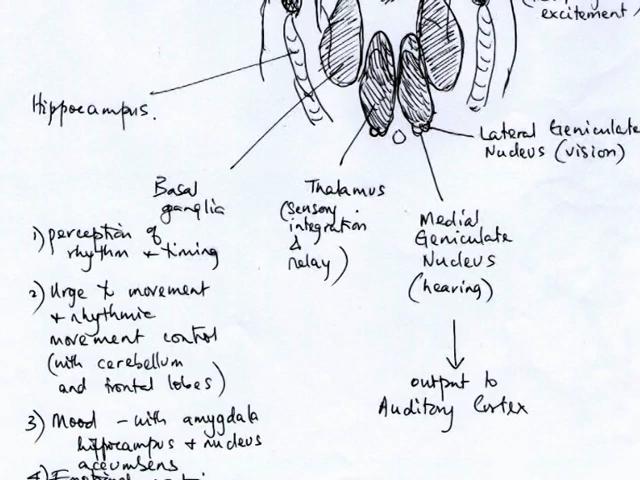 excitement
Hippocampus.
Lateral Geniculate
Nucleus (vision)
Basal
ganglia
Thalamus
(sensory
integration
&
relay)
Medial
Geniculate
Nucleus
(hearing)
1) perception of
rhythm + timing
2) Urge to movement
+ rhythmic
movement control
(with cerebellum
and frontal lobes)
output to
Auditory Cortex
3) Mood - with amygdala
hippocampus + nucleus
accumbens
4) Emotional